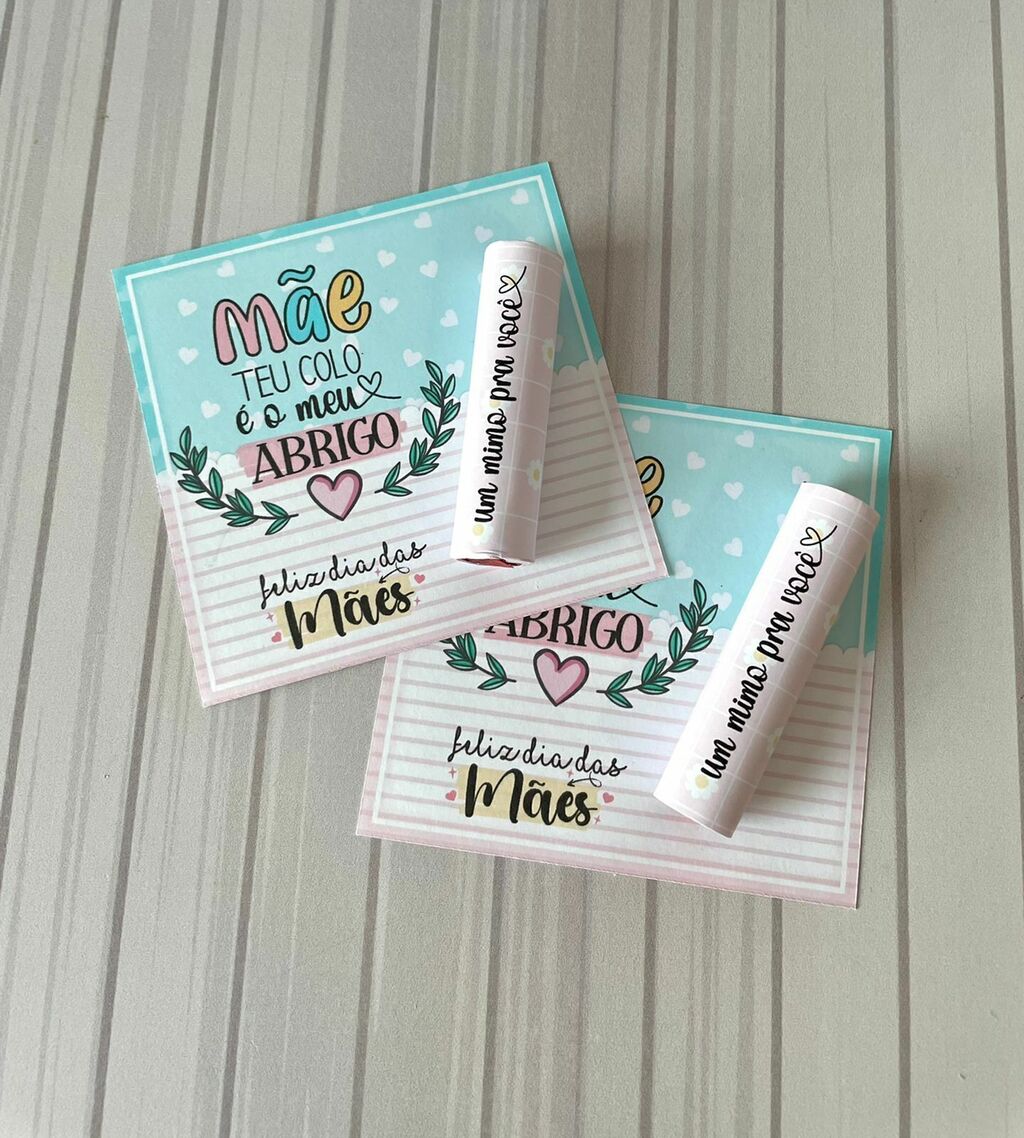 mãe
TEU COLO
é o meu
ABRIGO
feliz dia das
Mães
um mimo pra você
ABRIGO
feliz dia das
Mães
um mimo pra você